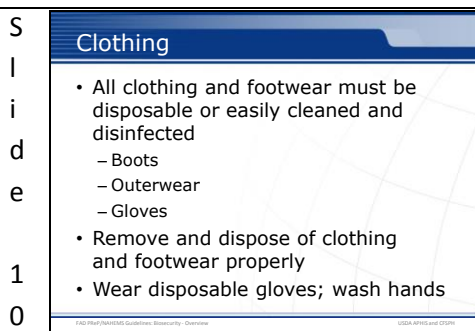 S
l
i
d
e
1
0
Clothing
• All clothing and footwear must be
disposable or easily cleaned and
disinfected
– Boots
– Outerwear
– Gloves
• Remove and dispose of clothing
and footwear properly
• Wear disposable gloves; wash hands
FAD PReP/NAHEMS Guidelines: Biosecurity - Overview
USDA APHIS and CFSPH